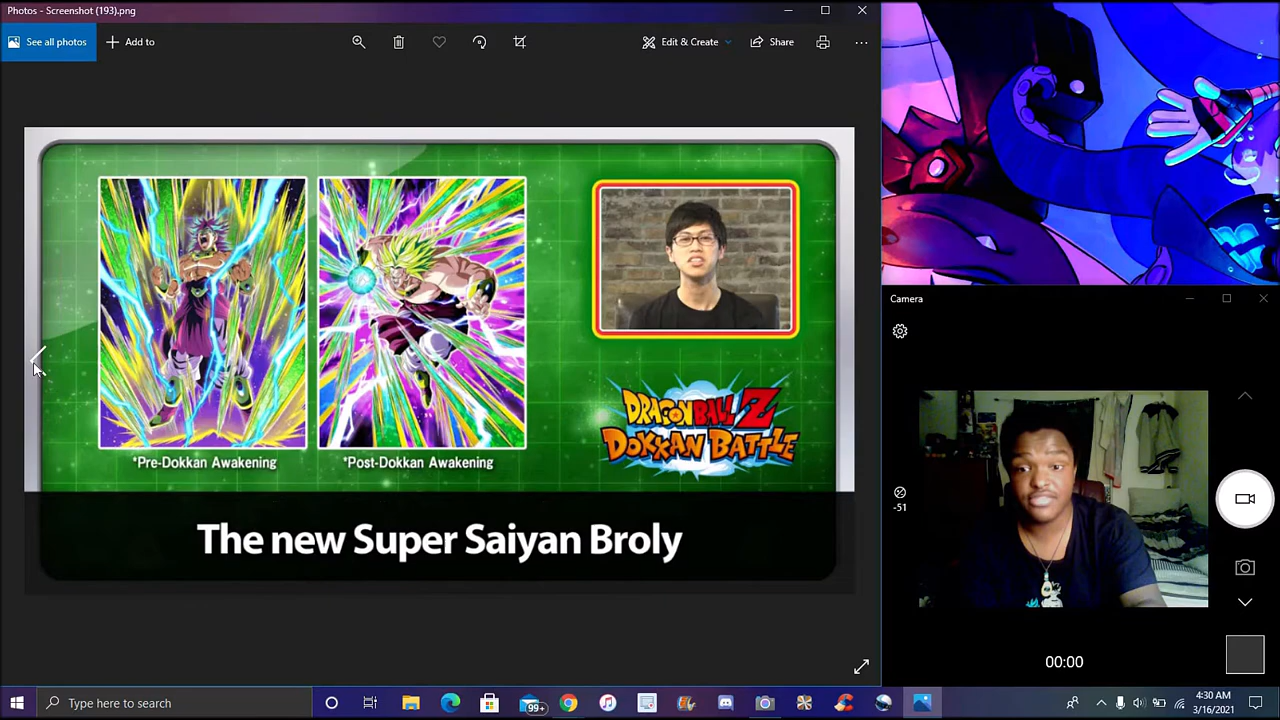 Photos - Screenshot (193).png
See all photos
Add to
Edit & Create
Share
*Pre-Dokkan Awakening
*Post-Dokkan Awakening
DRAGON BALL Z
DOKKAN BATTLE
The new Super Saiyan Broly
Camera
-51
00:00
Type here to search
99+
4:30 AM
3/16/2021